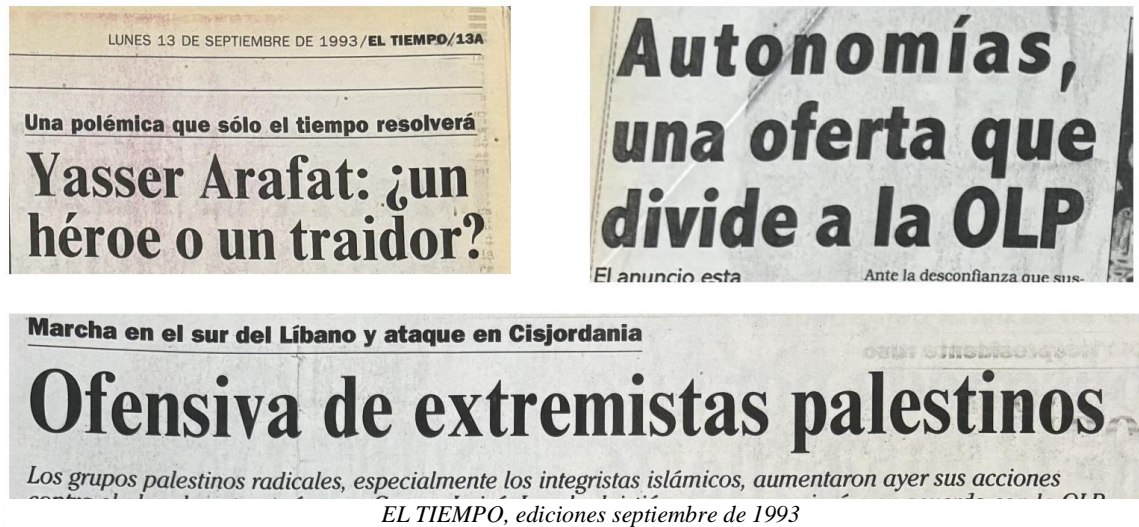 LUNES 13 DE SEPTIEMBRE DE 1993/EL TIEMPO/13A
Una polémica que sólo el tiempo resolverá
Yasser Arafat: ¿un
héroe o un traidor?
Autonomías,
una oferta que
divide a la OLP
El anuncio esta
Ante la desconfianza que sus-
Marcha en el sur del Líbano y ataque en Cisjordania
Ofensiva de extremistas palestinos
Los grupos palestinos radicales, especialmente los integristas islámicos, aumentaron ayer sus acciones
EL TIEMPO, ediciones septiembre de 1993